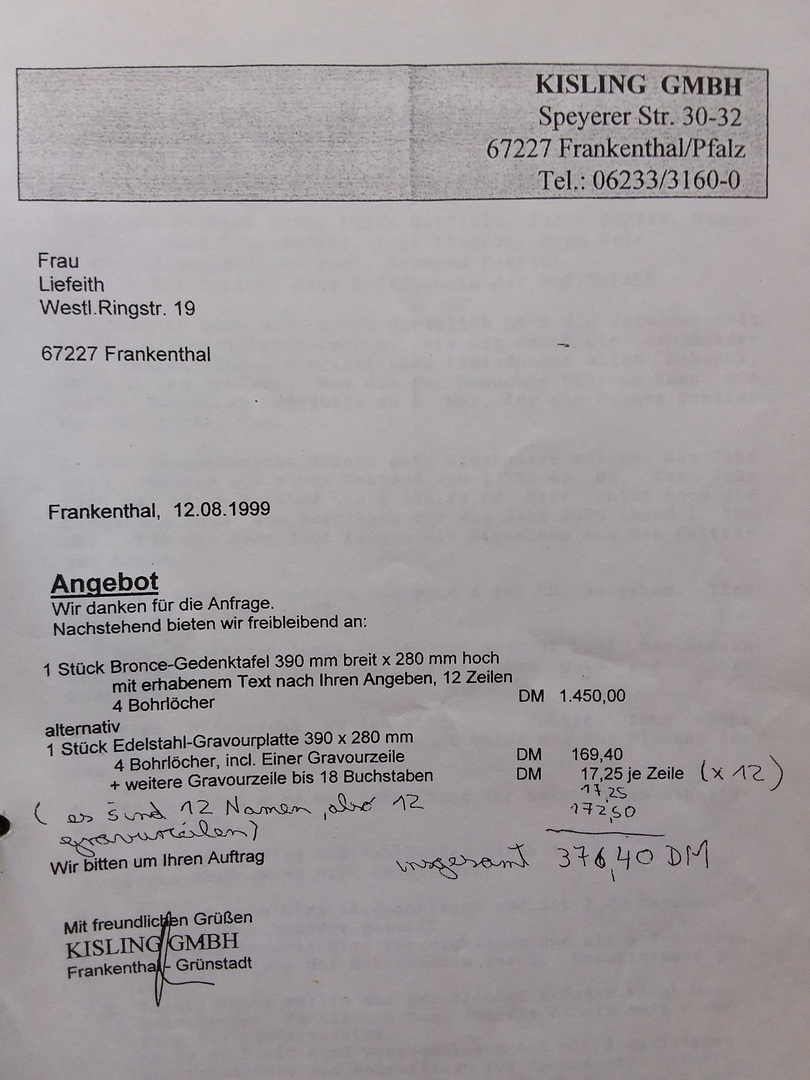 KISLING GMBH
Speyerer Str. 30-32
67227 Frankenthal/Pfalz
Tel.: 06233/3160-0
Frau
Liefeith
Westl.Ringstr. 19
67227 Frankenthal
Frankenthal, 12.08.1999
Angebot
Wir danken für die Anfrage.
Nachstehend bieten wir freibleibend an:
1 Stück Bronce-Gedenktafel 390 mm breit x 280 mm hoch
mit erhabenem Text nach Ihren Angeben, 12 Zeilen
4 Bohrlöcher DM 1.450,00
alternativ
1 Stück Edelstahl-Gravourplatte 390 x 280 mm
4 Bohrlöcher, incl. Einer Gravourzeile DM 169,40
+ weitere Gravourzeile bis 18 Buchstaben DM 17,25 je Zeile (x 12)
17,25
(es sind 12 Namen, also 12 172,50
gravurzeilen)
insgesamt 376,40 DM
Wir bitten um Ihren Auftrag
Mit freundlichen Grüßen
KISLING GMBH
Frankenthal - Grünstadt